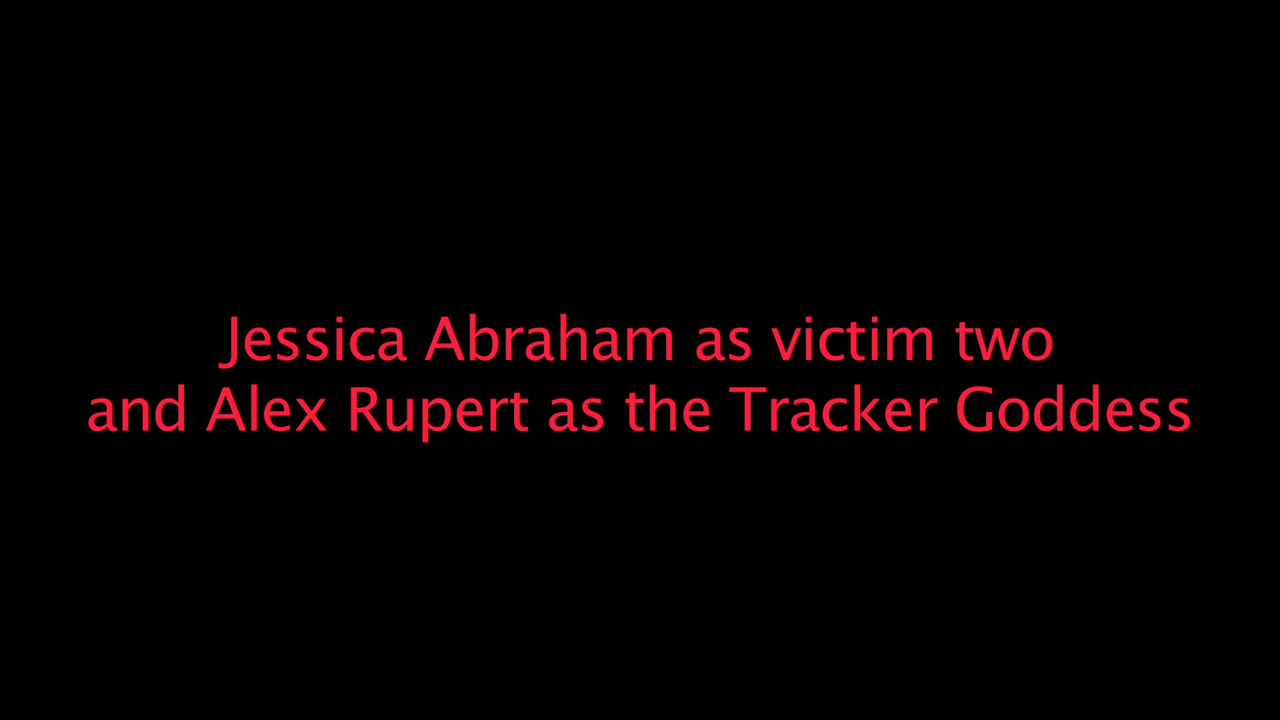 Jessica Abraham as victim two
and Alex Rupert as the Tracker Goddess